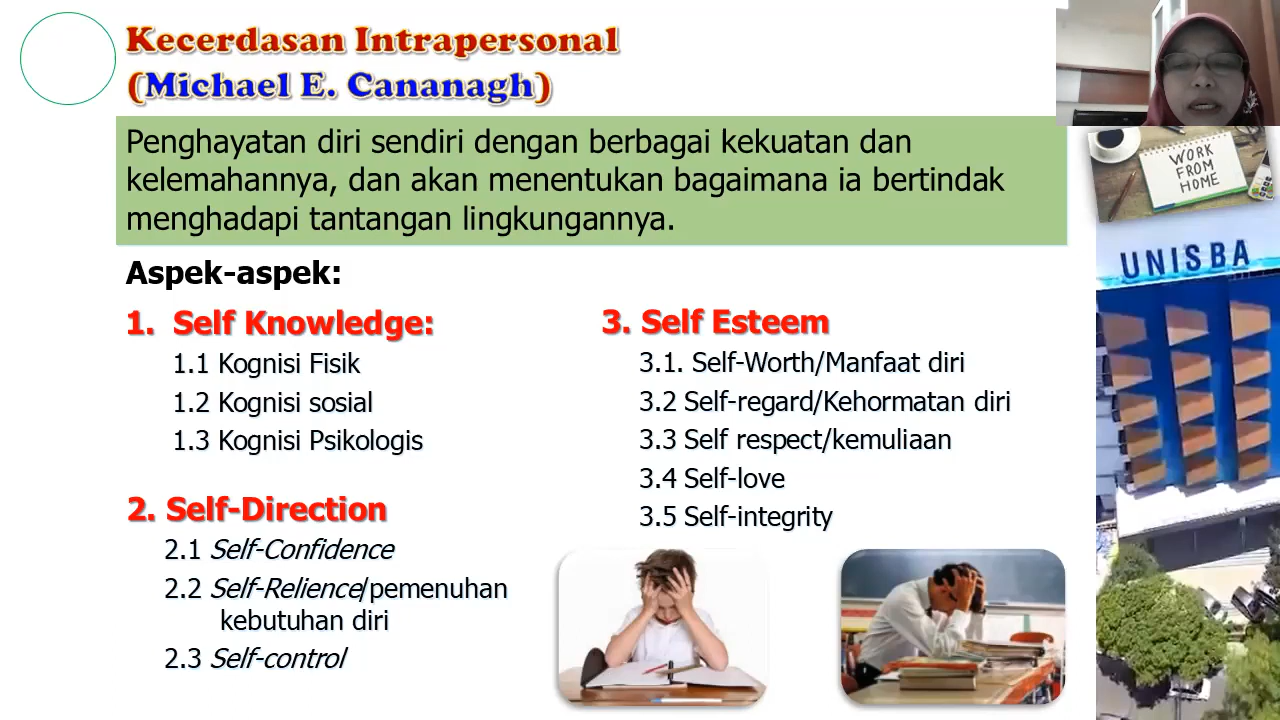 Kecerdasan Intrapersonal
(Michael E. Cananagh)
Penghayatan diri sendiri dengan berbagai kekuatan dan
kelemahannya, dan akan menentukan bagaimana ia bertindak
menghadapi tantangan lingkungannya.
Aspek-aspek:
1. Self Knowledge:
1.1 Kognisi Fisik
1.2 Kognisi sosial
1.3 Kognisi Psikologis
2. Self-Direction
2.1 Self-Confidence
2.2 Self-Relience/pemenuhan
kebutuhan diri
2.3 Self-control
3. Self Esteem
3.1. Self-Worth/Manfaat diri
3.2 Self-regard/Kehormatan diri
3.3 Self respect/kemuliaan
3.4 Self-love
3.5 Self-integrity
WORK
FROM
HOME
UNISBA